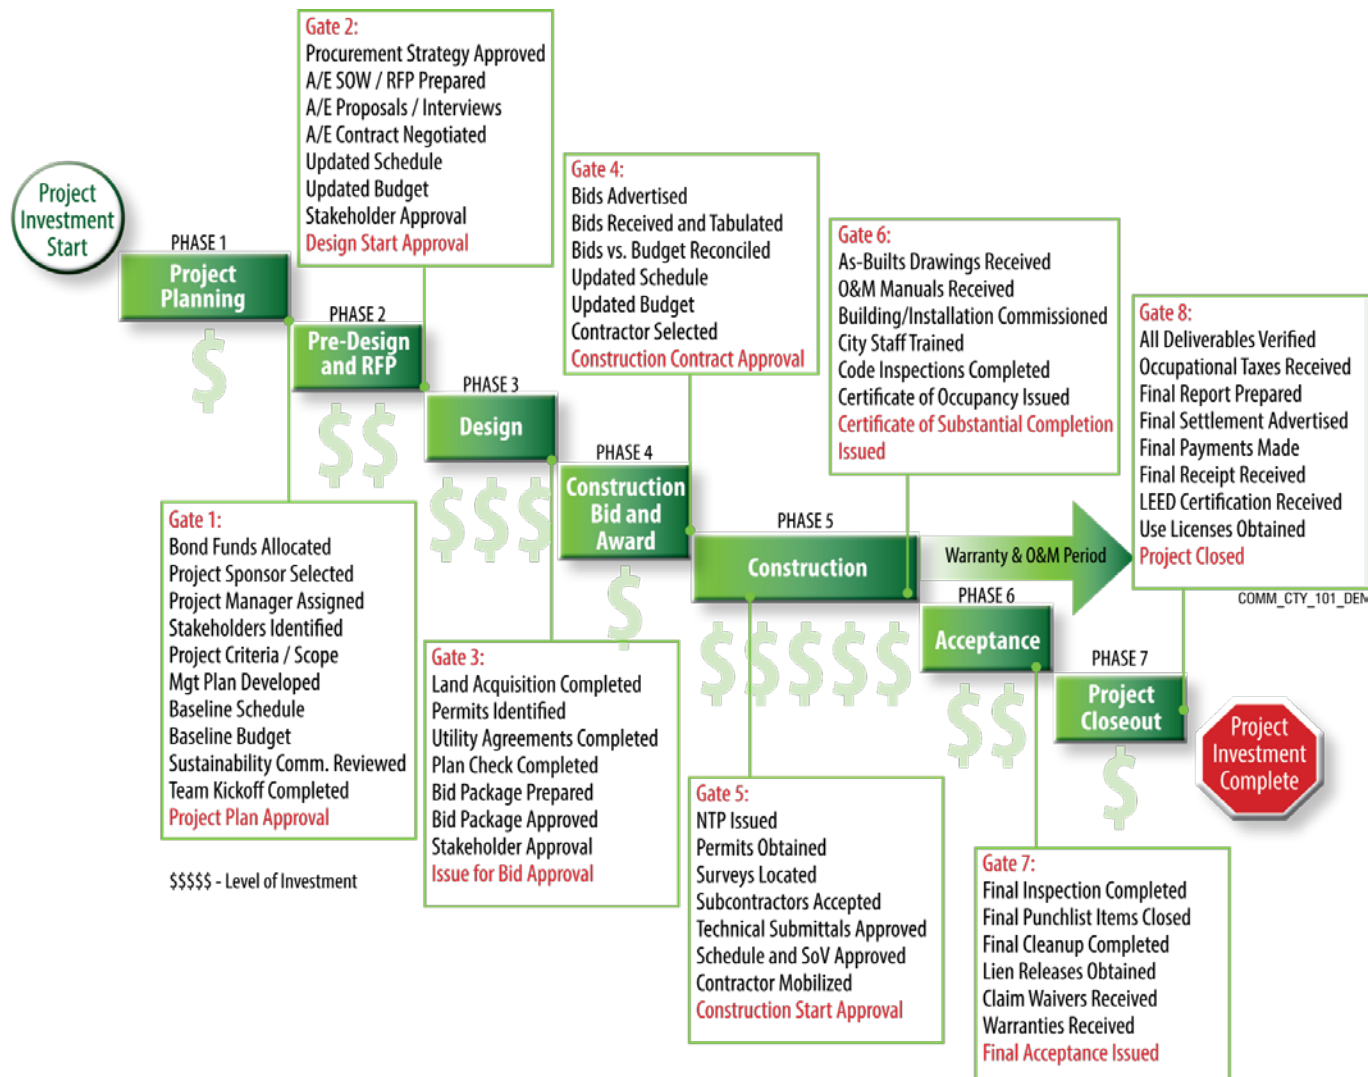 Project
Investment
Start
PHASE 1
Project
Planning
$
Gate 1:
Bond Funds Allocated
Project Sponsor Selected
Project Manager Assigned
Stakeholders Identified
Project Criteria / Scope
Mgt Plan Developed
Baseline Schedule
Baseline Budget
Sustainability Comm. Reviewed
Team Kickoff Completed
Project Plan Approval
$$$$$ - Level of Investment
Gate 2:
Procurement Strategy Approved
A/E SOW / RFP Prepared
A/E Proposals / Interviews
A/E Contract Negotiated
Updated Schedule
Updated Budget
Stakeholder Approval
Design Start Approval
PHASE 2
Pre-Design
and RFP
$$
PHASE 3
Design
$$$
Gate 3:
Land Acquisition Completed
Permits Identified
Utility Agreements Completed
Plan Check Completed
Bid Package Prepared
Bid Package Approved
Stakeholder Approval
Issue for Bid Approval
Gate 4:
Bids Advertised
Bids Received and Tabulated
Bids vs. Budget Reconciled
Updated Schedule
Updated Budget
Contractor Selected
Construction Contract Approval
PHASE 4
Construction
Bid and
Award
$
PHASE 5
Construction
$$$$$
Gate 5:
NTP Issued
Permits Obtained
Surveys Located
Subcontractors Accepted
Technical Submittals Approved
Schedule and SoV Approved
Contractor Mobilized
Construction Start Approval
Gate 6:
As-Builts Drawings Received
O&M Manuals Received
Building/Installation Commissioned
City Staff Trained
Code Inspections Completed
Certificate of Occupancy Issued
Certificate of Substantial Completion
Issued
Warranty & O&M Period
PHASE 6
Acceptance
$$
Gate 7:
Final Inspection Completed
Final Punchlist Items Closed
Final Cleanup Completed
Lien Releases Obtained
Claim Waivers Received
Warranties Received
Final Acceptance Issued
Gate 8:
All Deliverables Verified
Occupational Taxes Received
Final Report Prepared
Final Settlement Advertised
Final Payments Made
Final Receipt Received
LEED Certification Received
Use Licenses Obtained
Project Closed
COMM_CTY_101_DEN
PHASE 7
Project
Closeout
$
Project
Investment
Complete